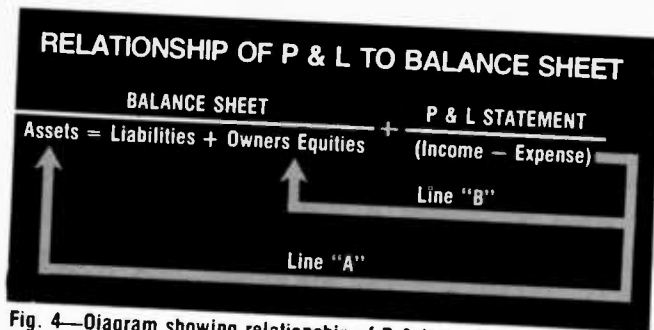 RELATIONSHIP OF P & L TO BALANCE SHEET
BALANCE SHEET + P & L STATEMENT
Assets = Liabilities + Owners Equities (Income — Expense)
Line "B"
Line "A"
Fig. 4—Diagram showing relationship of P &